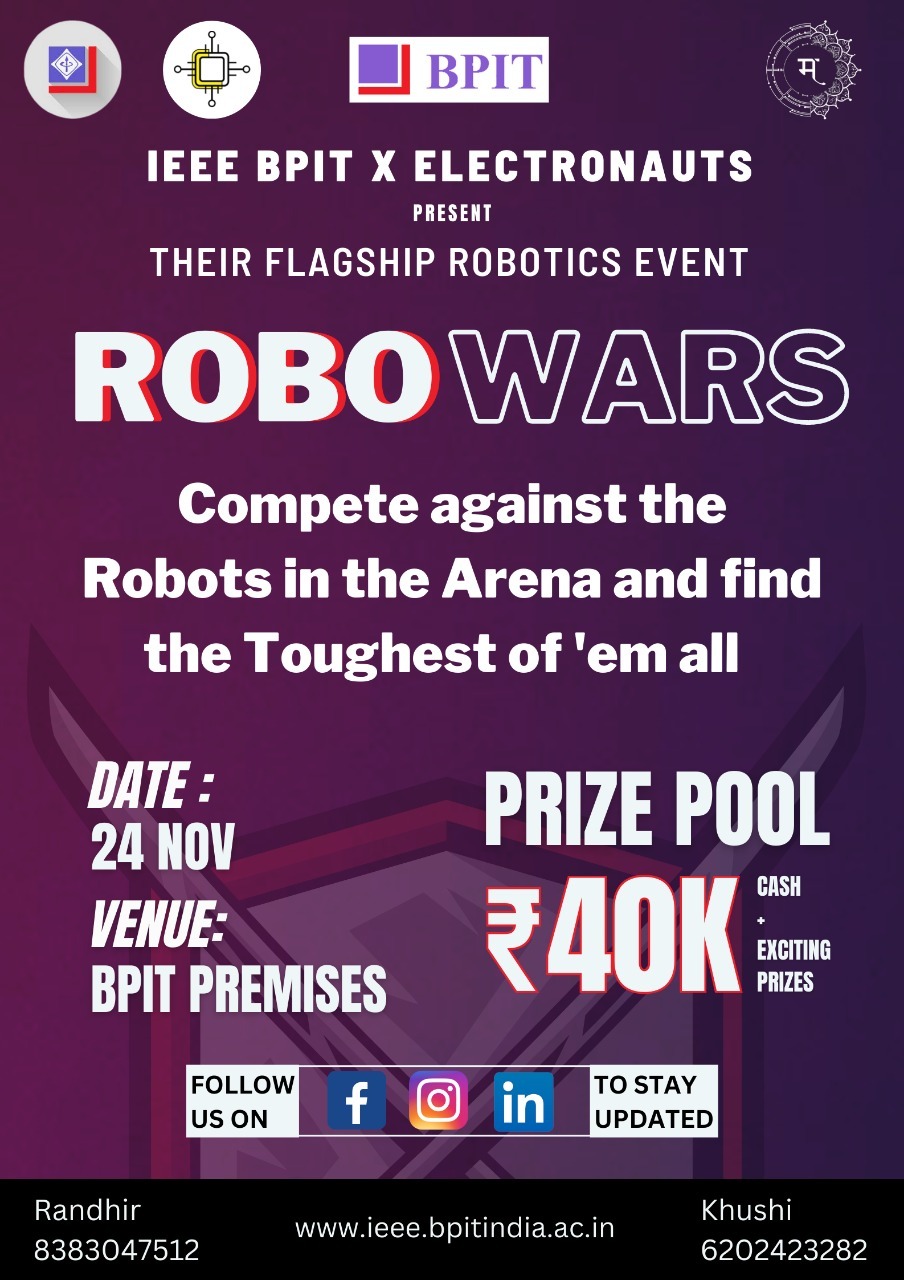 BPIT
म
IEEE BPIT X ELECTRONAUTS
PRESENT
THEIR FLAGSHIP ROBOTICS EVENT
ROBO WARS
Compete against the
Robots in the Arena and find
the Toughest of 'em all
DATE :
24 NOV
VENUE:
BPIT PREMISES
PRIZE POOL
₹40K
CASH
+
EXCITING
PRIZES
FOLLOW
US ON
TO STAY
UPDATED
Randhir
8383047512
www.ieee.bpitindia.ac.in
Khushi
6202423282